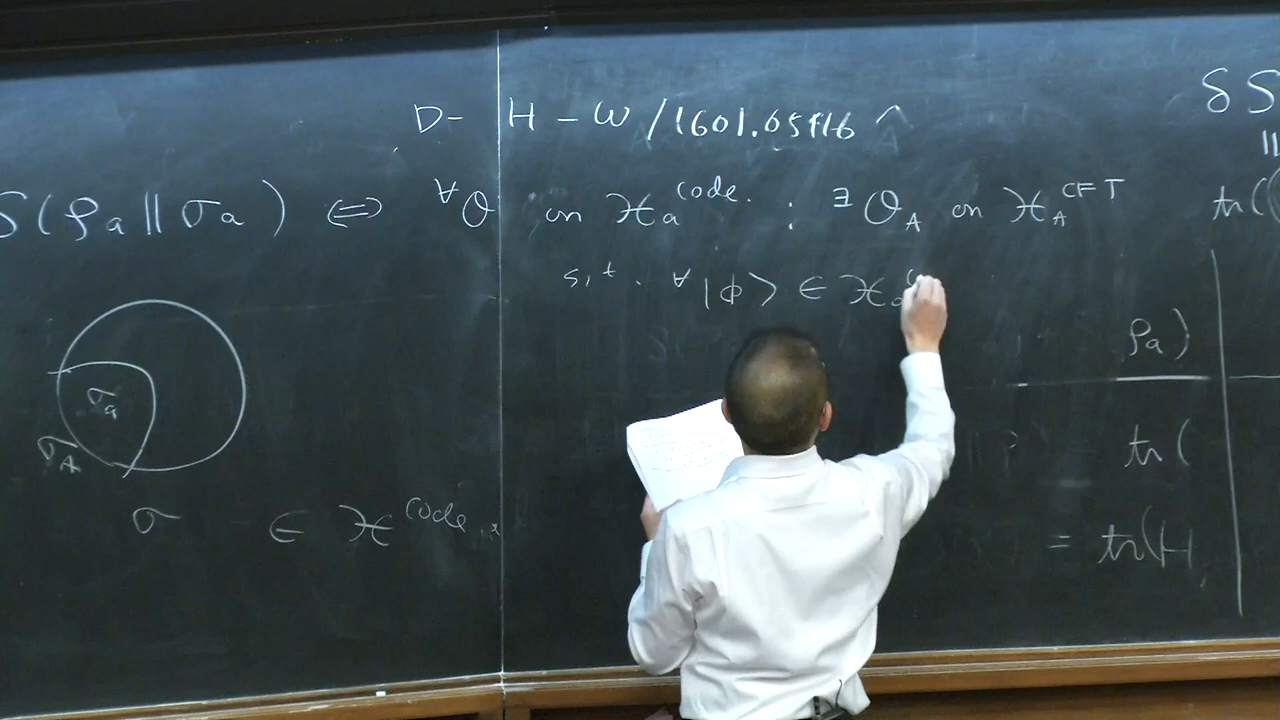 D-H-W/1601.05416
S(ρa||σa) ⇔ ∀O on ℋa^code. : ∃O_A on ℋ_A^CFT
s.t. ∀|ϕ> ∈ ℋa
σa
σA
σ ∈ ℋ^code
δS
||
tr((
ρa)
tr(
= tr(H